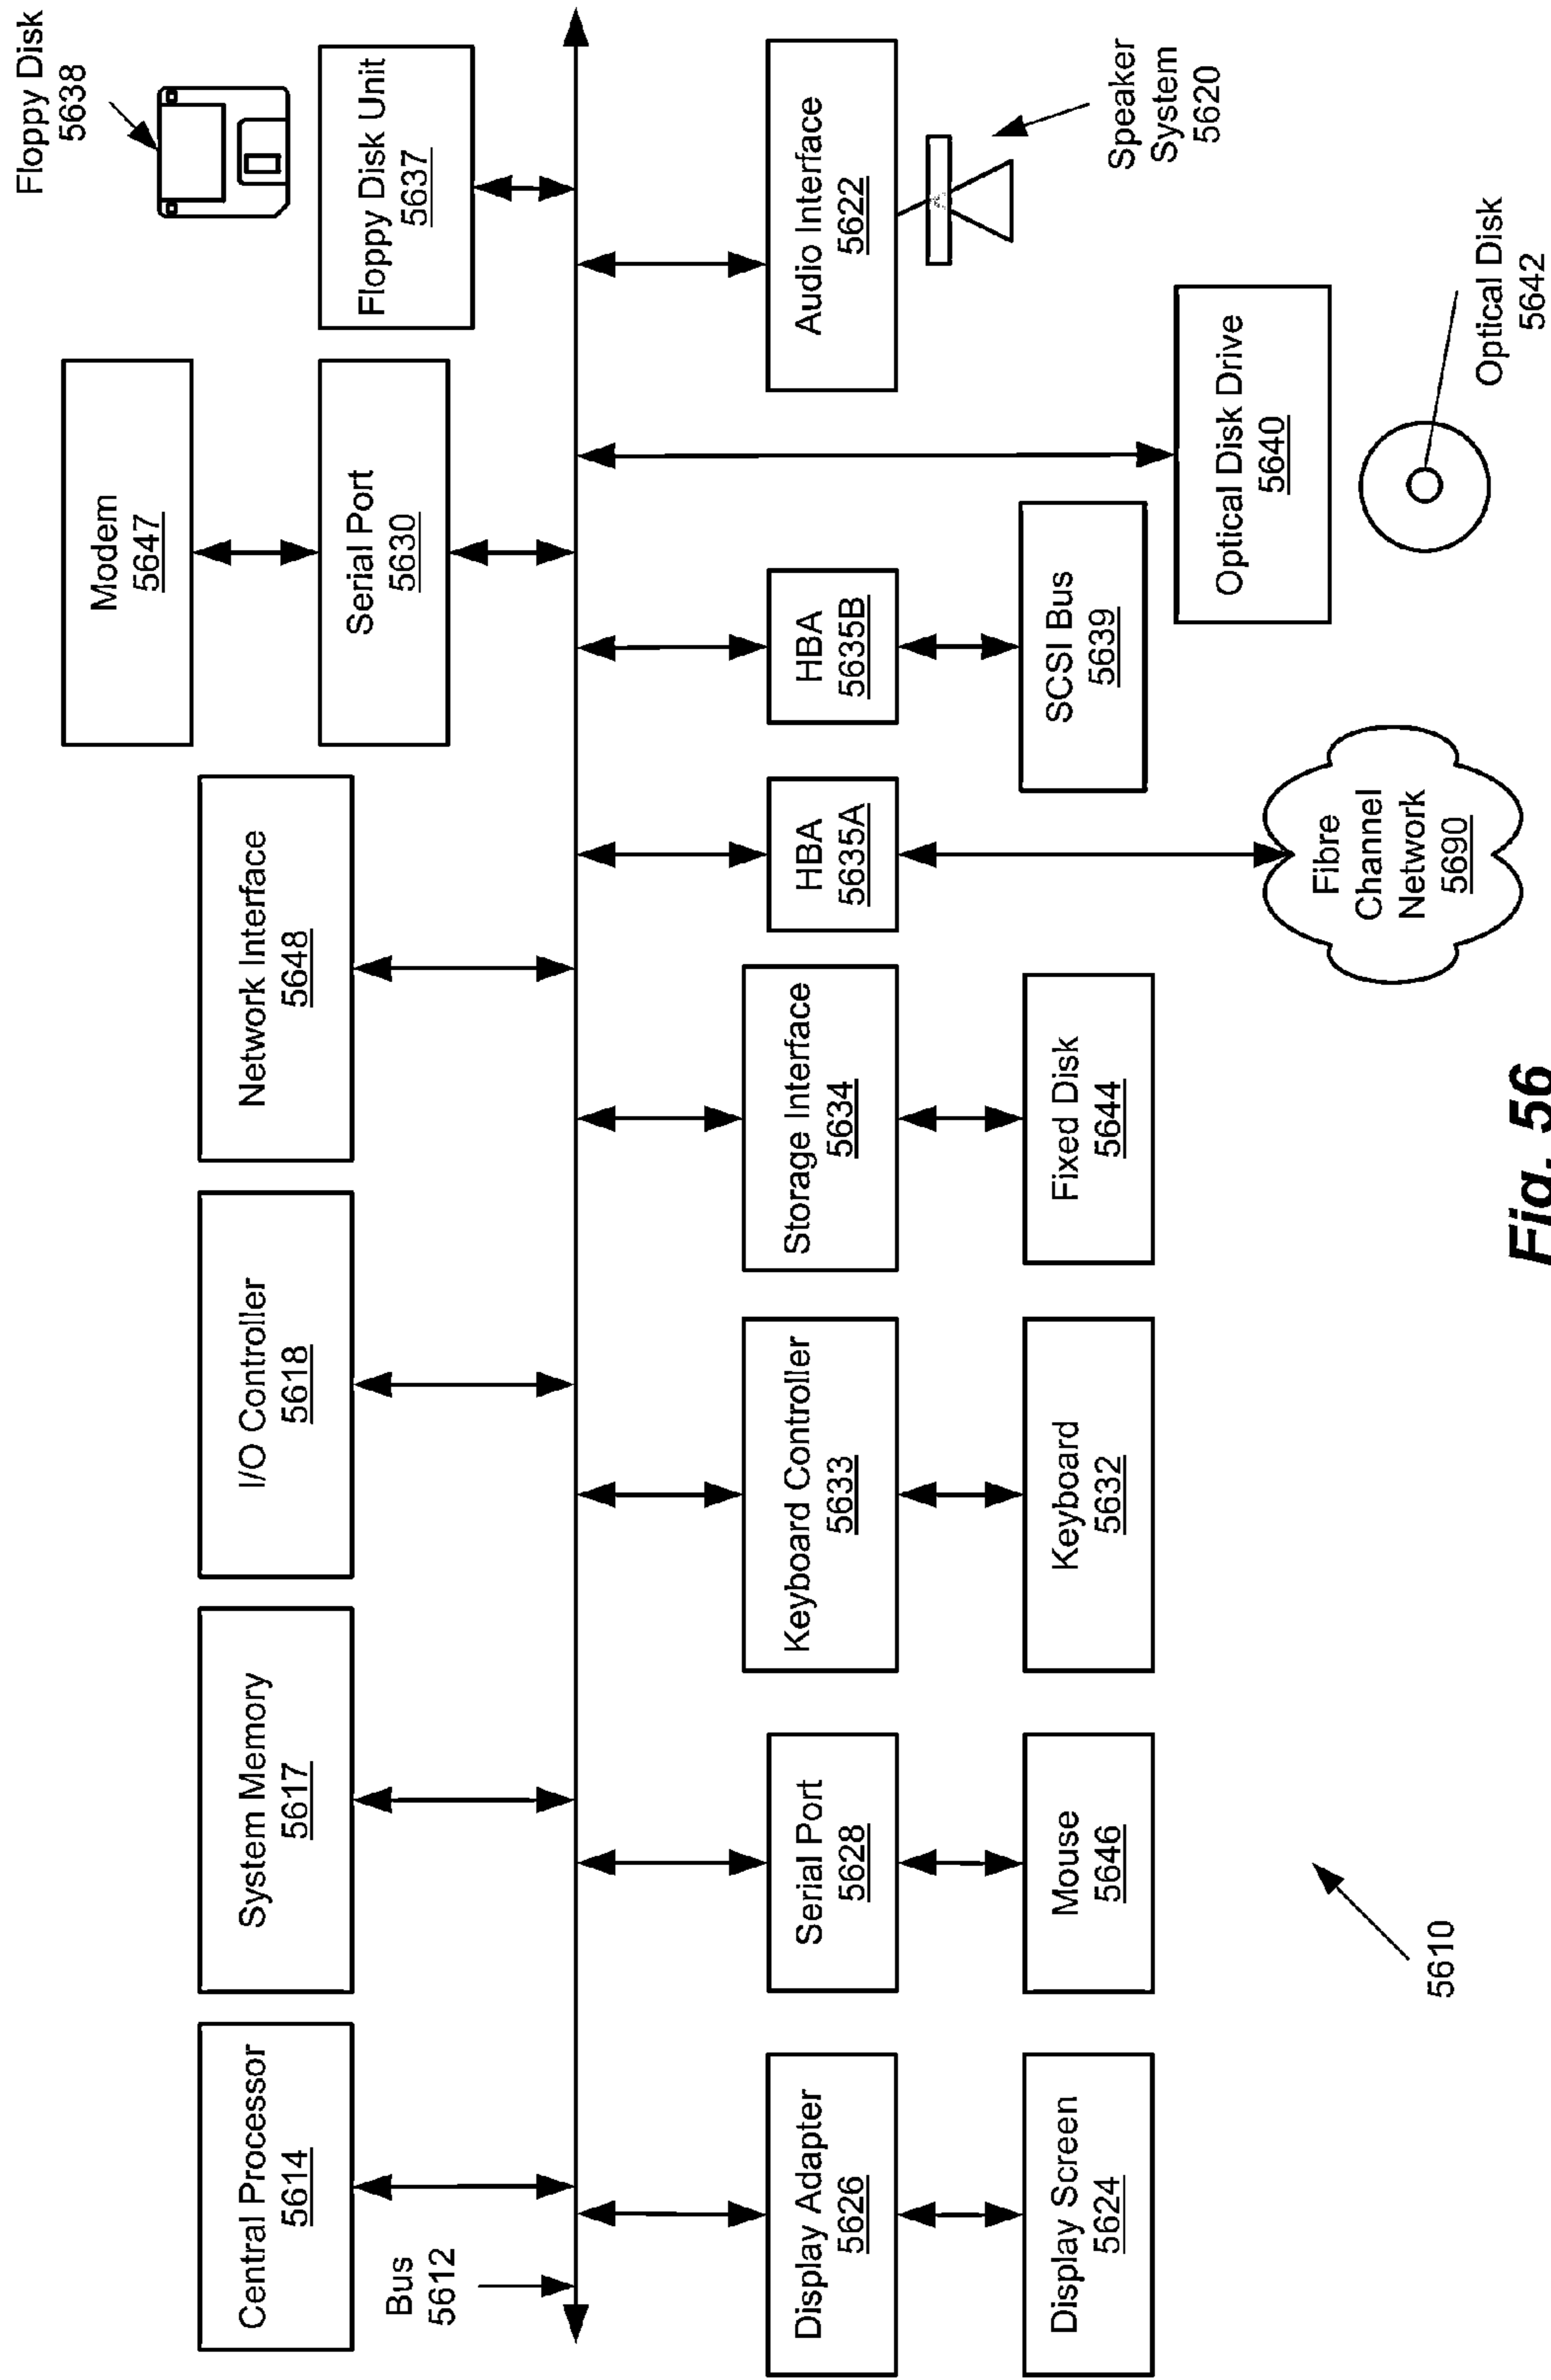 Modem
5647
Floppy Disk
5638
Central Processor
5614
System Memory
5617
I/O Controller
5618
Network Interface
5648
Serial Port
5630
Floppy Disk Unit
5637
Bus
5612
Display Adapter
5626
Serial Port
5628
Keyboard Controller
5633
Storage Interface
5634
HBA
5635A
HBA
5635B
Audio Interface
5622
Display Screen
5624
Mouse
5646
Keyboard
5632
Fixed Disk
5644
SCSI Bus
5639
Speaker
System
5620
Optical Disk Drive
5640
Fibre
Channel
Network
5690
Optical Disk
5642
5610
Fig. 56